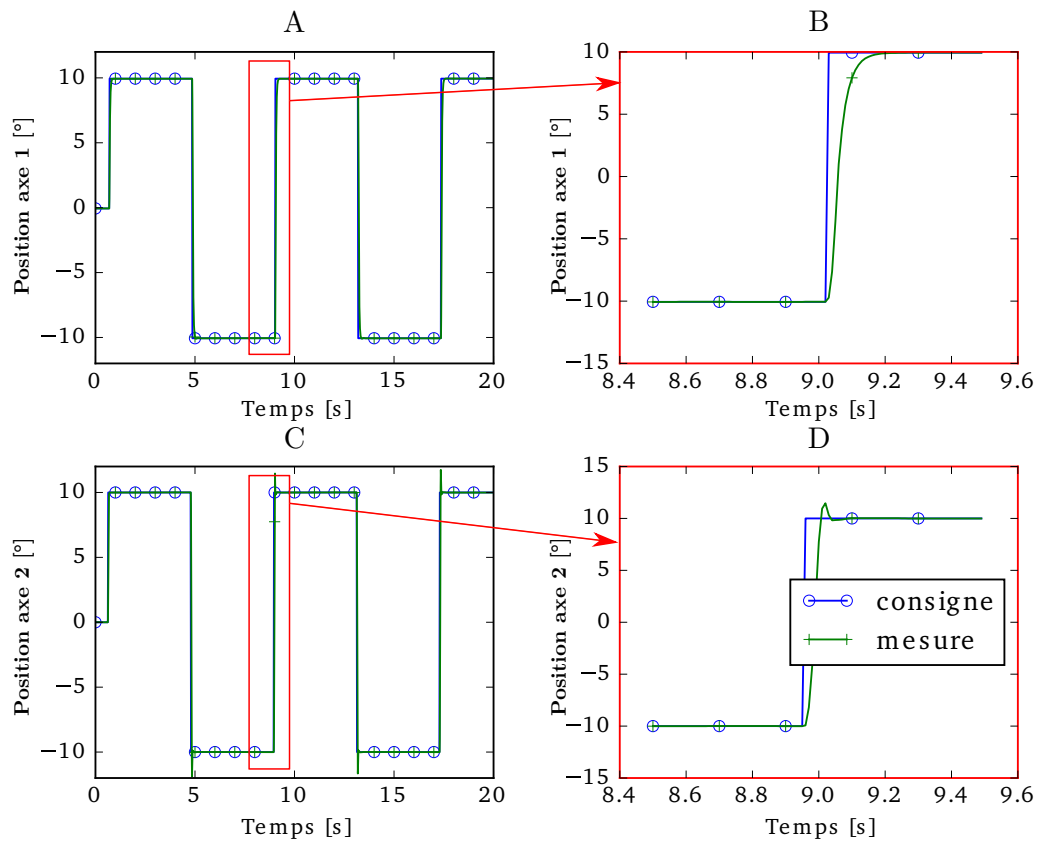 A
10
5
0
−5
−10
Position axe 1 [°]
0 5 10 15 20
Temps [s]
B
10
5
0
−5
−10
−15
Position axe 1 [°]
8.4 8.6 8.8 9.0 9.2 9.4 9.6
Temps [s]
C
10
5
0
−5
−10
Position axe 2 [°]
0 5 10 15 20
Temps [s]
D
15
10
5
0
−5
−10
−15
Position axe 2 [°]
consigne
mesure
8.4 8.6 8.8 9.0 9.2 9.4 9.6
Temps [s]